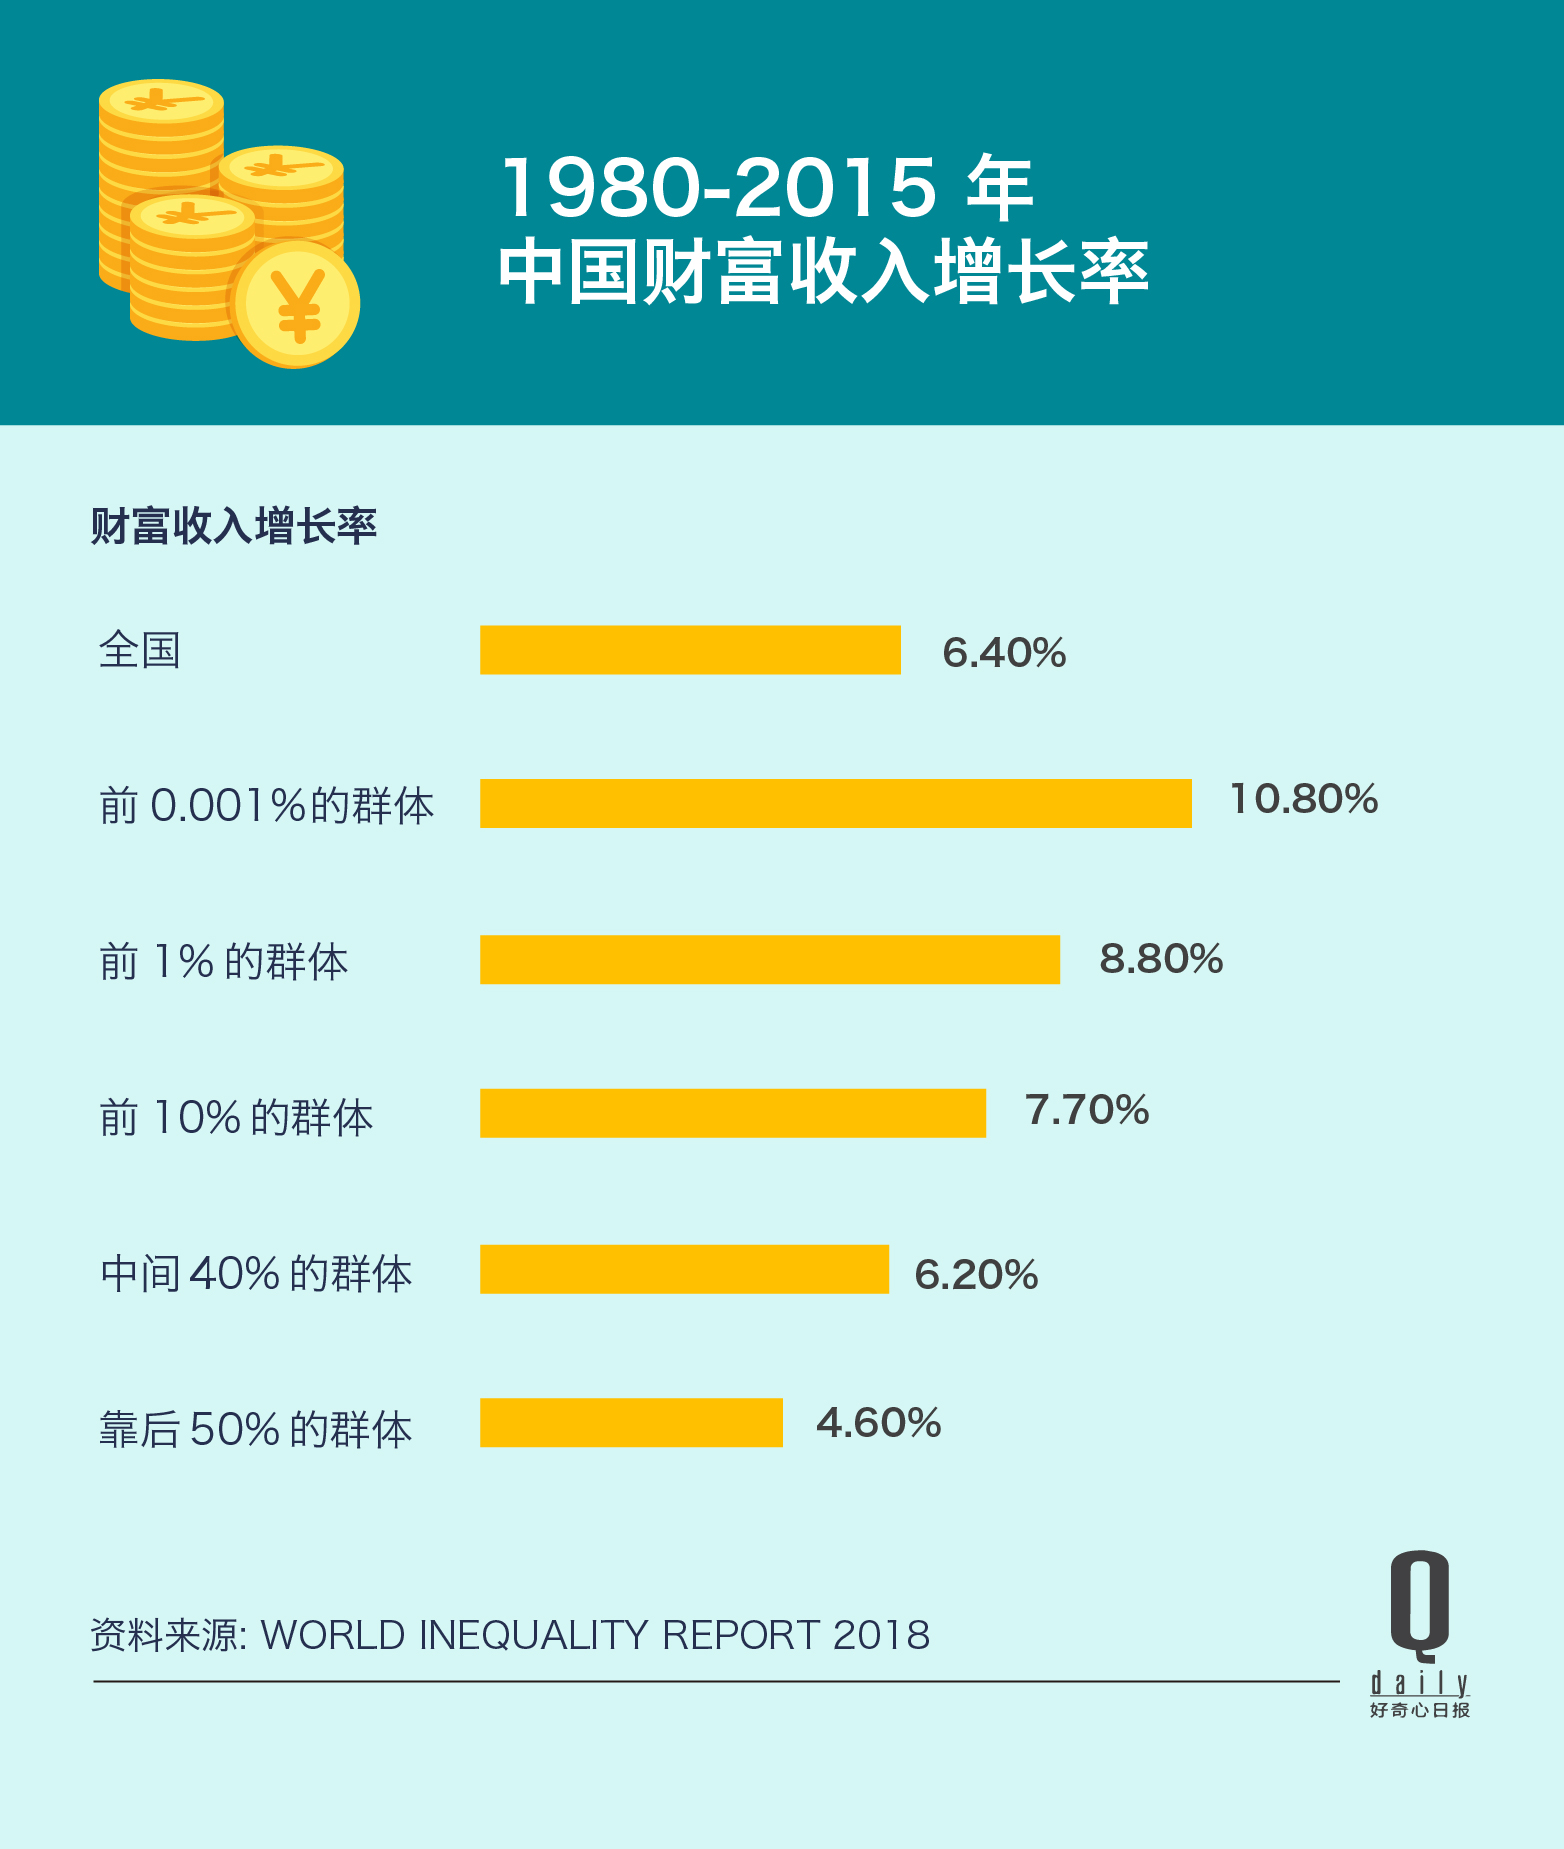 1980-2015 年
中国财富收入增长率
财富收入增长率
全国 6.40%
前 0.001%的群体 10.80%
前 1% 的群体 8.80%
前 10% 的群体 7.70%
中间 40% 的群体 6.20%
靠后 50% 的群体 4.60%
资料来源: WORLD INEQUALITY REPORT 2018
Q
daily
好奇心日报
¥